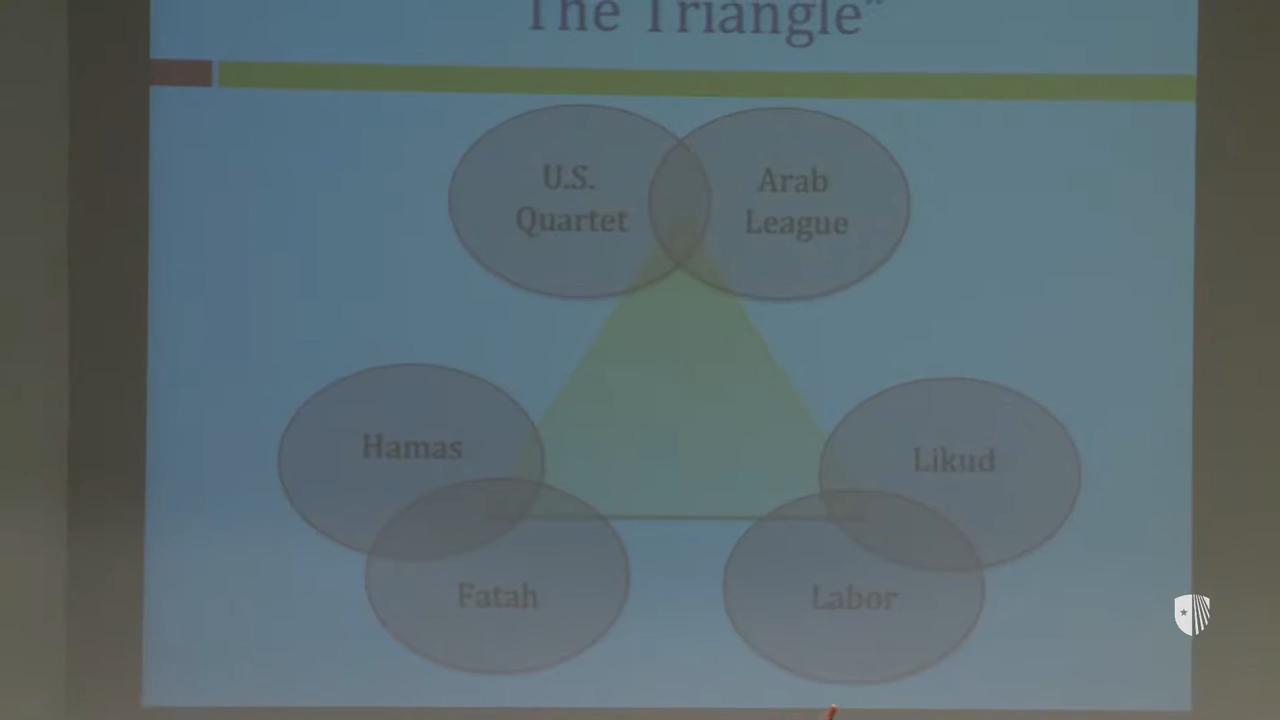 The Triangle"
U.S.
Quartet
Arab
League
Hamas
Likud
Fatah
Labor